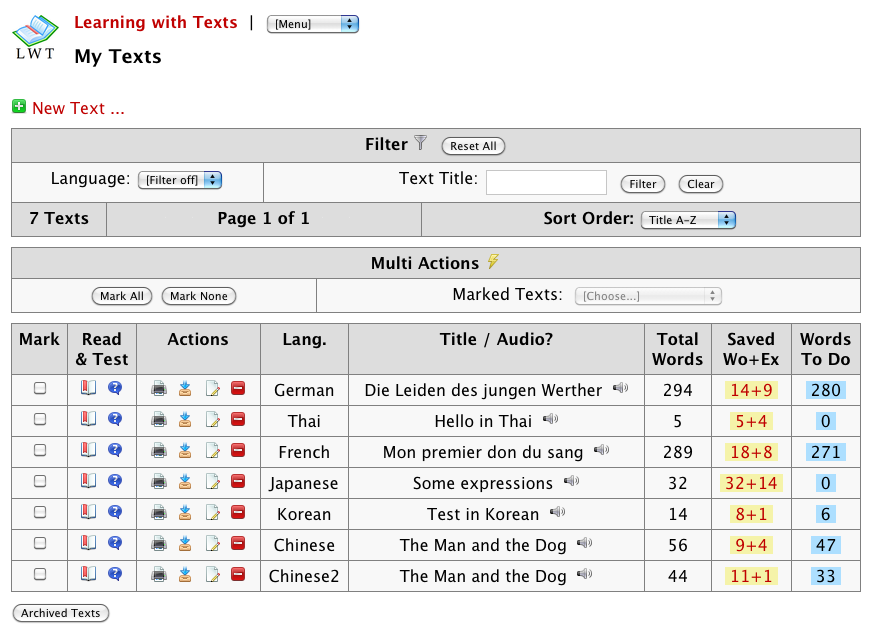 Learning with Texts | [Menu]
LWT
My Texts
New Text ...
Filter Reset All
Language: [Filter off] Text Title: Filter Clear
7 Texts Page 1 of 1 Sort Order: Title A-Z
Multi Actions
Mark All Mark None Marked Texts: [Choose...]
Mark Read & Test Actions Lang. Title / Audio? Total Words Saved Wo+Ex Words To Do
German Die Leiden des jungen Werther 294 14+9 280
Thai Hello in Thai 5 5+4 0
French Mon premier don du sang 289 18+8 271
Japanese Some expressions 32 32+14 0
Korean Test in Korean 14 8+1 6
Chinese The Man and the Dog 56 9+4 47
Chinese2 The Man and the Dog 44 11+1 33
Archived Texts